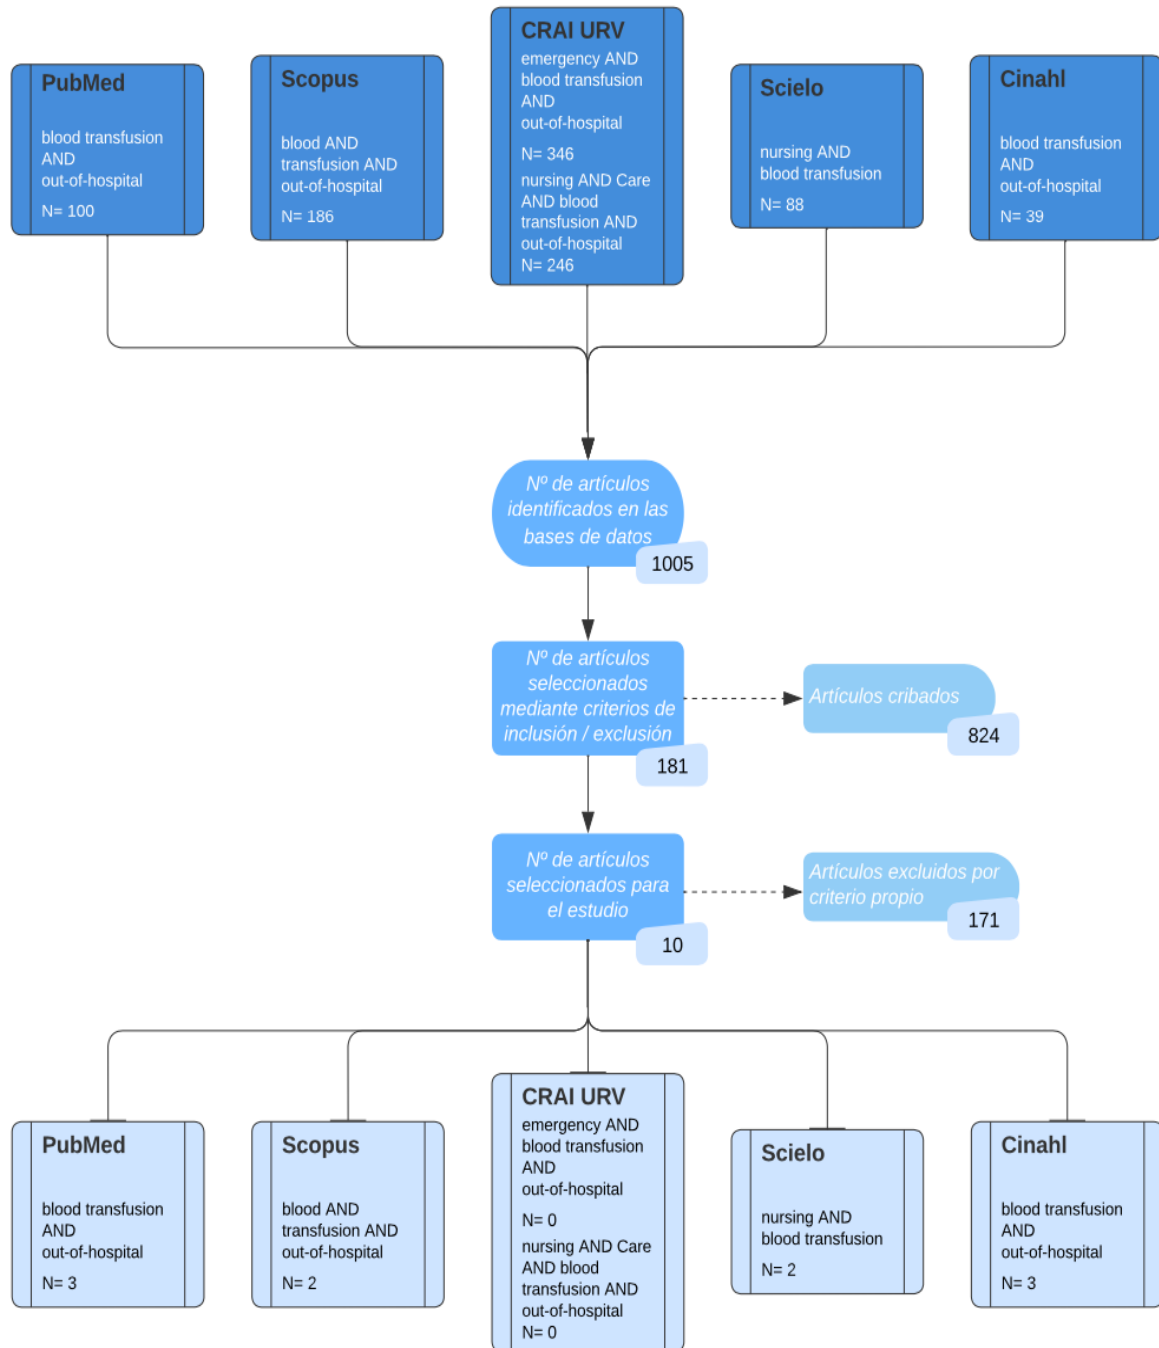 PubMed
blood transfusion
AND
out-of-hospital
N= 100
Scopus
blood AND
transfusion AND
out-of-hospital
N= 186
CRAI URV
emergency AND
blood transfusion
AND
out-of-hospital
N= 346
nursing AND Care
AND blood
transfusion AND
out-of-hospital
N= 246
Scielo
nursing AND
blood transfusion
N= 88
Cinahl
blood transfusion
AND
out-of-hospital
N= 39
Nº de artículos
identificados en las
bases de datos
1005
Nº de artículos
seleccionados
mediante criterios de
inclusión / exclusión
181
Artículos cribados
824
Nº de artículos
seleccionados para
el estudio
10
Artículos excluidos por
criterio propio
171
PubMed
blood transfusion
AND
out-of-hospital
N= 3
Scopus
blood AND
transfusion AND
out-of-hospital
N= 2
CRAI URV
emergency AND
blood transfusion
AND
out-of-hospital
N= 0
nursing AND Care
AND blood
transfusion AND
out-of-hospital
N= 0
Scielo
nursing AND
blood transfusion
N= 2
Cinahl
blood transfusion
AND
out-of-hospital
N= 3